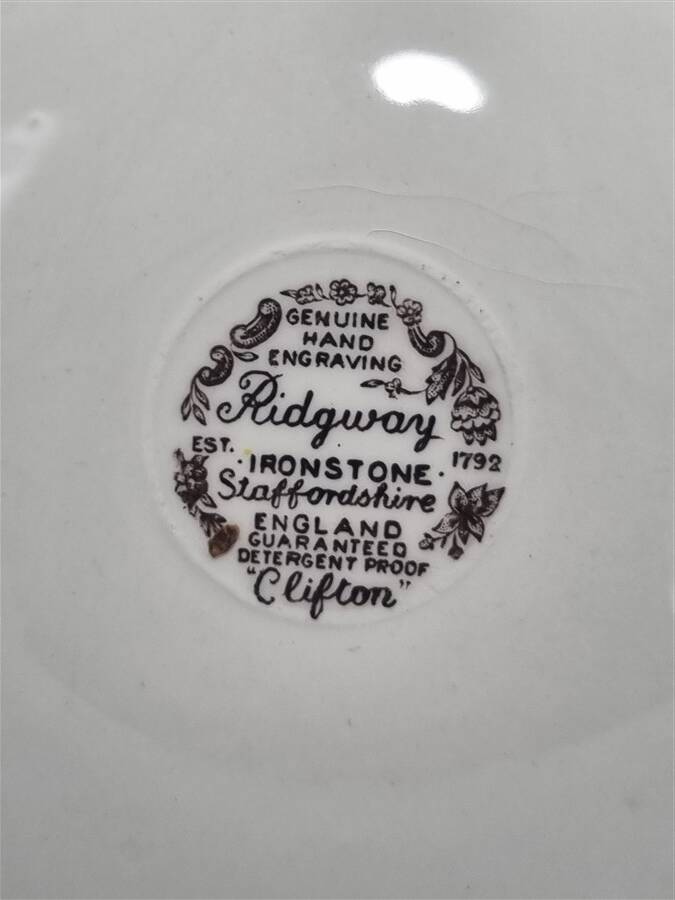 GENUINE
HAND
ENGRAVING
Ridgway
EST. 1792
·IRONSTONE·
Staffordshire
ENGLAND
GUARANTEED
DETERGENT PROOF
"Clifton"